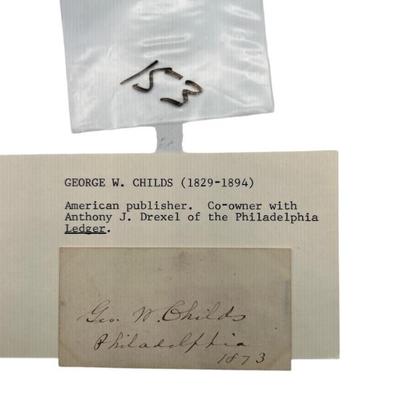 153
GEORGE W. CHILDS (1829-1894)
American publisher. Co-owner with
Anthony J. Drexel of the Philadelphia
Ledger.
Geo. W. Childs
Philadelphia
1873